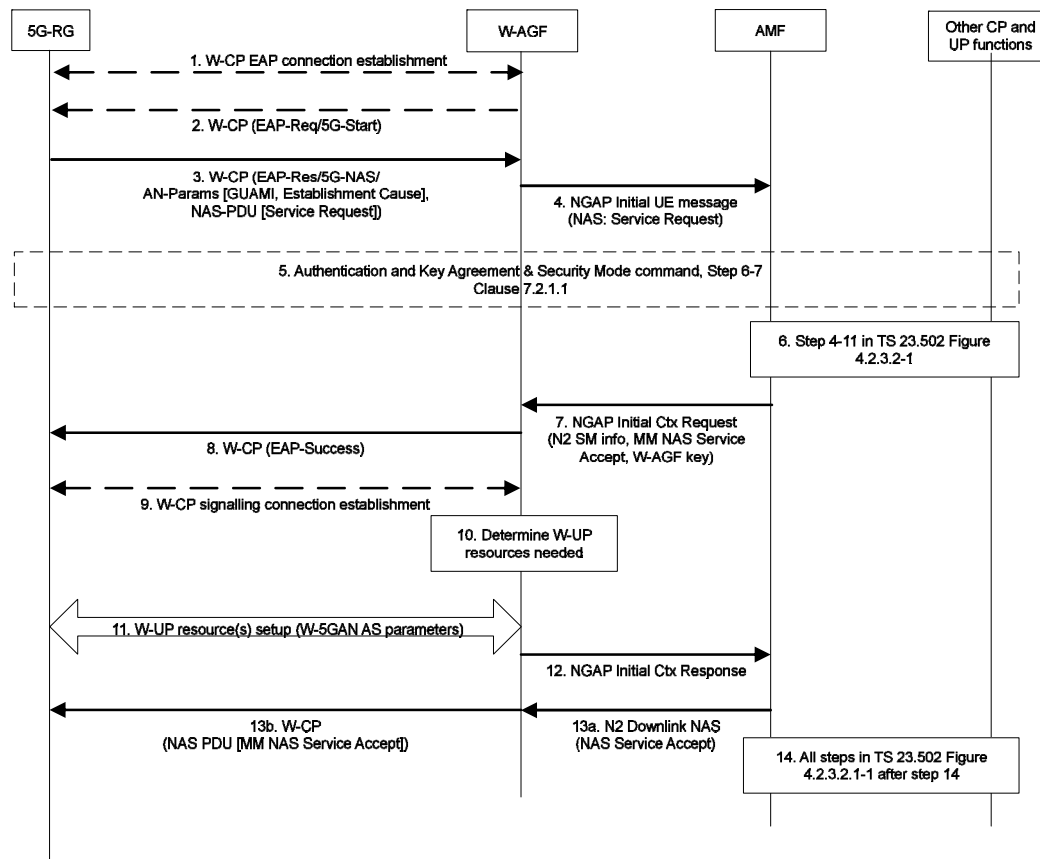 5G-RG
W-AGF
AMF
Other CP and
UP functions
1. W-CP EAP connection establishment
2. W-CP (EAP-Req/5G-Start)
3. W-CP (EAP-Res/5G-NAS/
AN-Params [GUAMI, Establishment Cause],
NAS-PDU [Service Request])
4. NGAP Initial UE message
(NAS: Service Request)
5. Authentication and Key Agreement & Security Mode command, Step 6-7
Clause 7.2.1.1
6. Step 4-11 in TS 23.502 Figure
4.2.3.2-1
7. NGAP Initial Ctx Request
(N2 SM info, MM NAS Service
Accept, W-AGF key)
8. W-CP (EAP-Success)
9. W-CP signalling connection establishment
10. Determine W-UP
resources needed
11. W-UP resource(s) setup (W-5GAN AS parameters)
12. NGAP Initial Ctx Response
13b. W-CP
(NAS PDU [MM NAS Service Accept])
13a. N2 Downlink NAS
(NAS Service Accept)
14. All steps in TS 23.502 Figure
4.2.3.2.1-1 after step 14